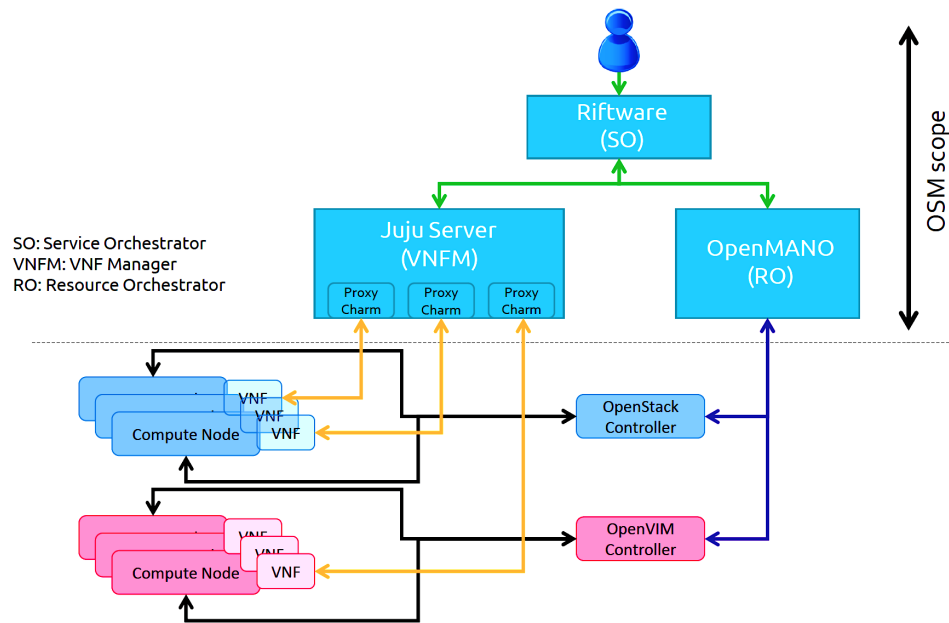 Riftware
(SO)
OSM scope
Juju Server
(VNFM)
Proxy
Charm
Proxy
Charm
Proxy
Charm
OpenMANO
(RO)
SO: Service Orchestrator
VNFM: VNF Manager
RO: Resource Orchestrator
VNF
VNF
VNF
Compute Node
OpenStack
Controller
VNF
VNF
VNF
Compute Node
OpenVIM
Controller